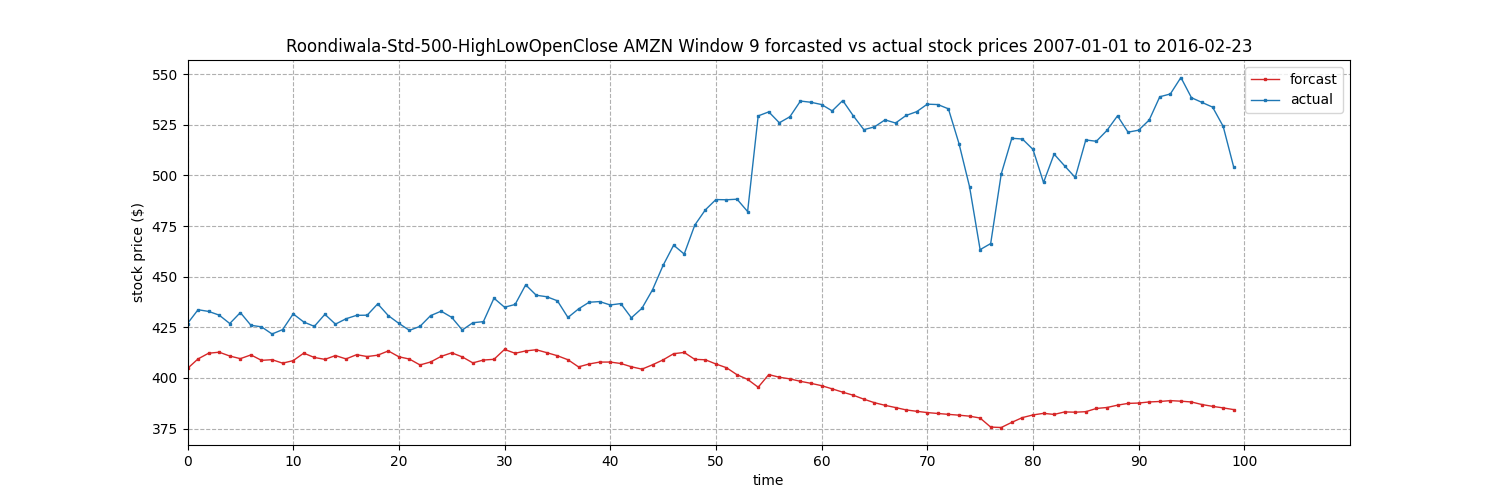 Roondiwala-Std-500-HighLowOpenClose AMZN Window 9 forcasted vs actual stock prices 2007-01-01 to 2016-02-23
forcast
actual
stock price ($)
550
525
500
475
450
425
400
375
0 10 20 30 40 50 60 70 80 90 100
time